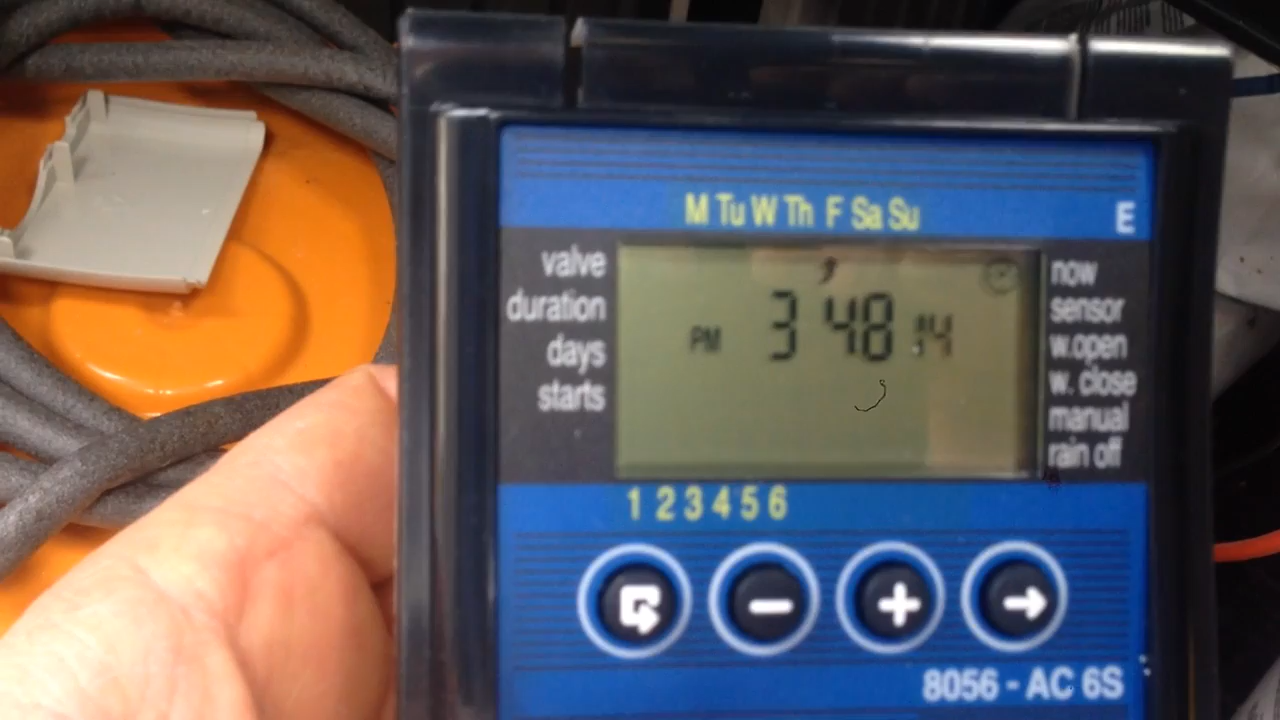 M Tu W Th F Sa Su
E
valve
duration
days
starts
PM 3 48 14
now
sensor
w.open
w. close
manual
rain off
1 2 3 4 5 6
8056 - AC 6S